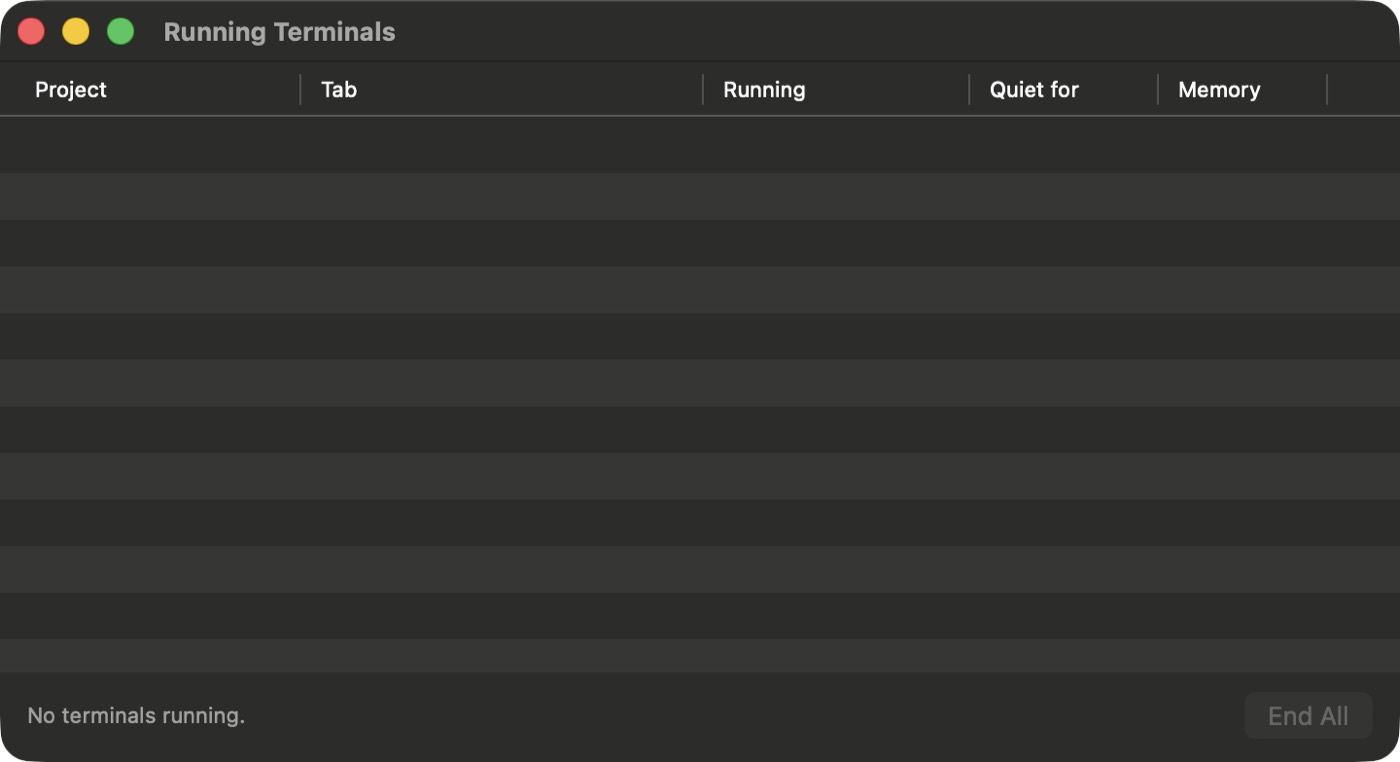 Running Terminals
Project Tab Running Quiet for Memory
No terminals running.
End All